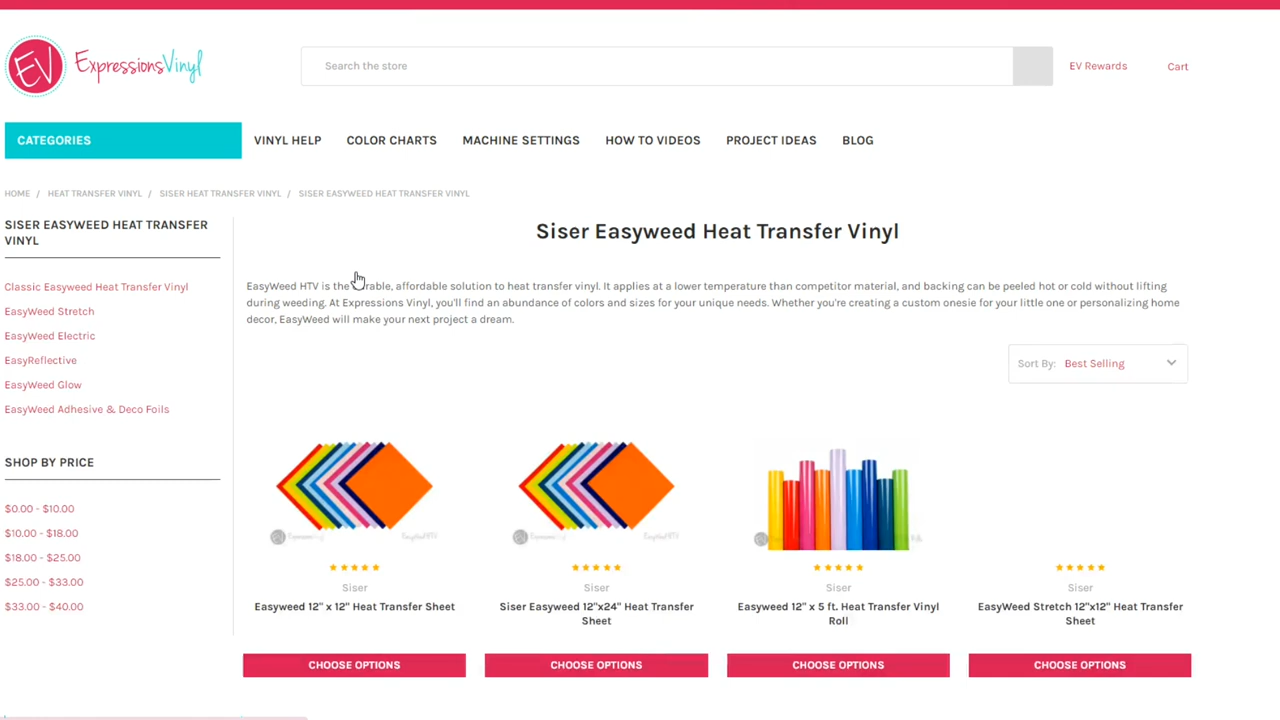 EV ExpressionsVinyl
Search the store
EV Rewards
Cart
CATEGORIES
VINYL HELP
COLOR CHARTS
MACHINE SETTINGS
HOW TO VIDEOS
PROJECT IDEAS
BLOG
HOME / HEAT TRANSFER VINYL / SISER HEAT TRANSFER VINYL / SISER EASYWEED HEAT TRANSFER VINYL
SISER EASYWEED HEAT TRANSFER
VINYL
Classic Easyweed Heat Transfer Vinyl
EasyWeed Stretch
EasyWeed Electric
EasyReflective
EasyWeed Glow
EasyWeed Adhesive & Deco Foils
SHOP BY PRICE
$0.00 - $10.00
$10.00 - $18.00
$18.00 - $25.00
$25.00 - $33.00
$33.00 - $40.00
Siser Easyweed Heat Transfer Vinyl
EasyWeed HTV is the durable, affordable solution to heat transfer vinyl. It applies at a lower temperature than competitor material, and backing can be peeled hot or cold without lifting
during weeding. At Expressions Vinyl, you'll find an abundance of colors and sizes for your unique needs. Whether you're creating a custom onesie for your little one or personalizing home
decor, EasyWeed will make your next project a dream.
Sort By: Best Selling
Siser
Easyweed 12" x 12" Heat Transfer Sheet
CHOOSE OPTIONS
Siser
Siser Easyweed 12"x24" Heat Transfer
Sheet
CHOOSE OPTIONS
Siser
Easyweed 12" x 5 ft. Heat Transfer Vinyl
Roll
CHOOSE OPTIONS
Siser
EasyWeed Stretch 12"x12" Heat Transfer
Sheet
CHOOSE OPTIONS